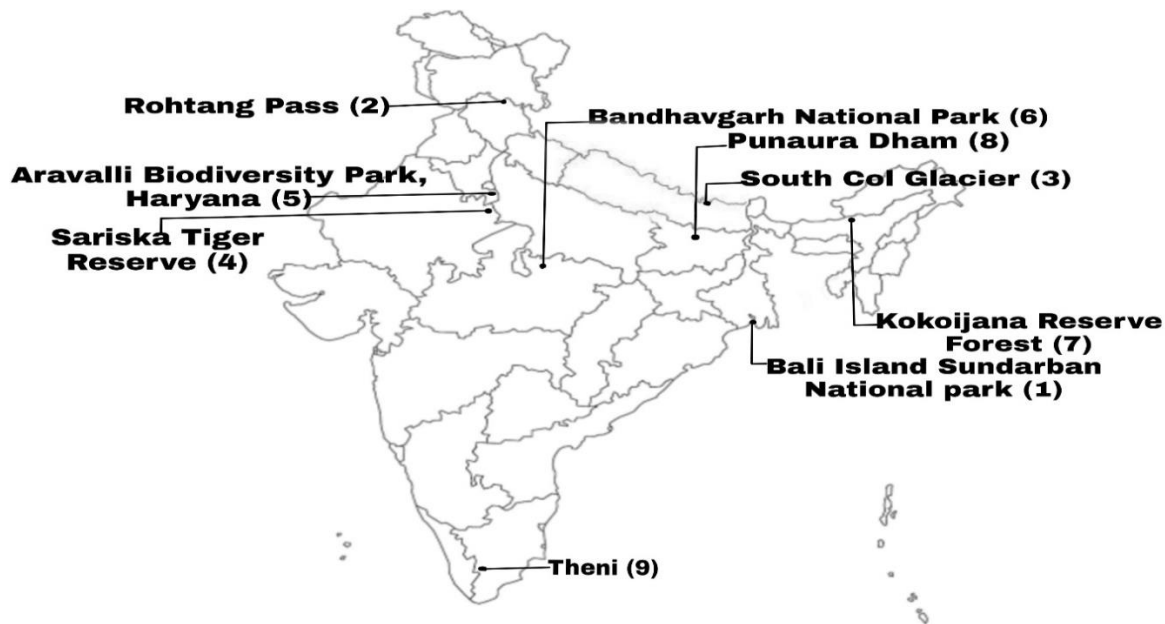 Rohtang Pass (2)
Bandhavgarh National Park (6)
Punaura Dham (8)
Aravalli Biodiversity Park,
Haryana (5)
South Col Glacier (3)
Sariska Tiger
Reserve (4)
Kokoijana Reserve
Forest (7)
Bali Island Sundarban
National park (1)
Theni (9)